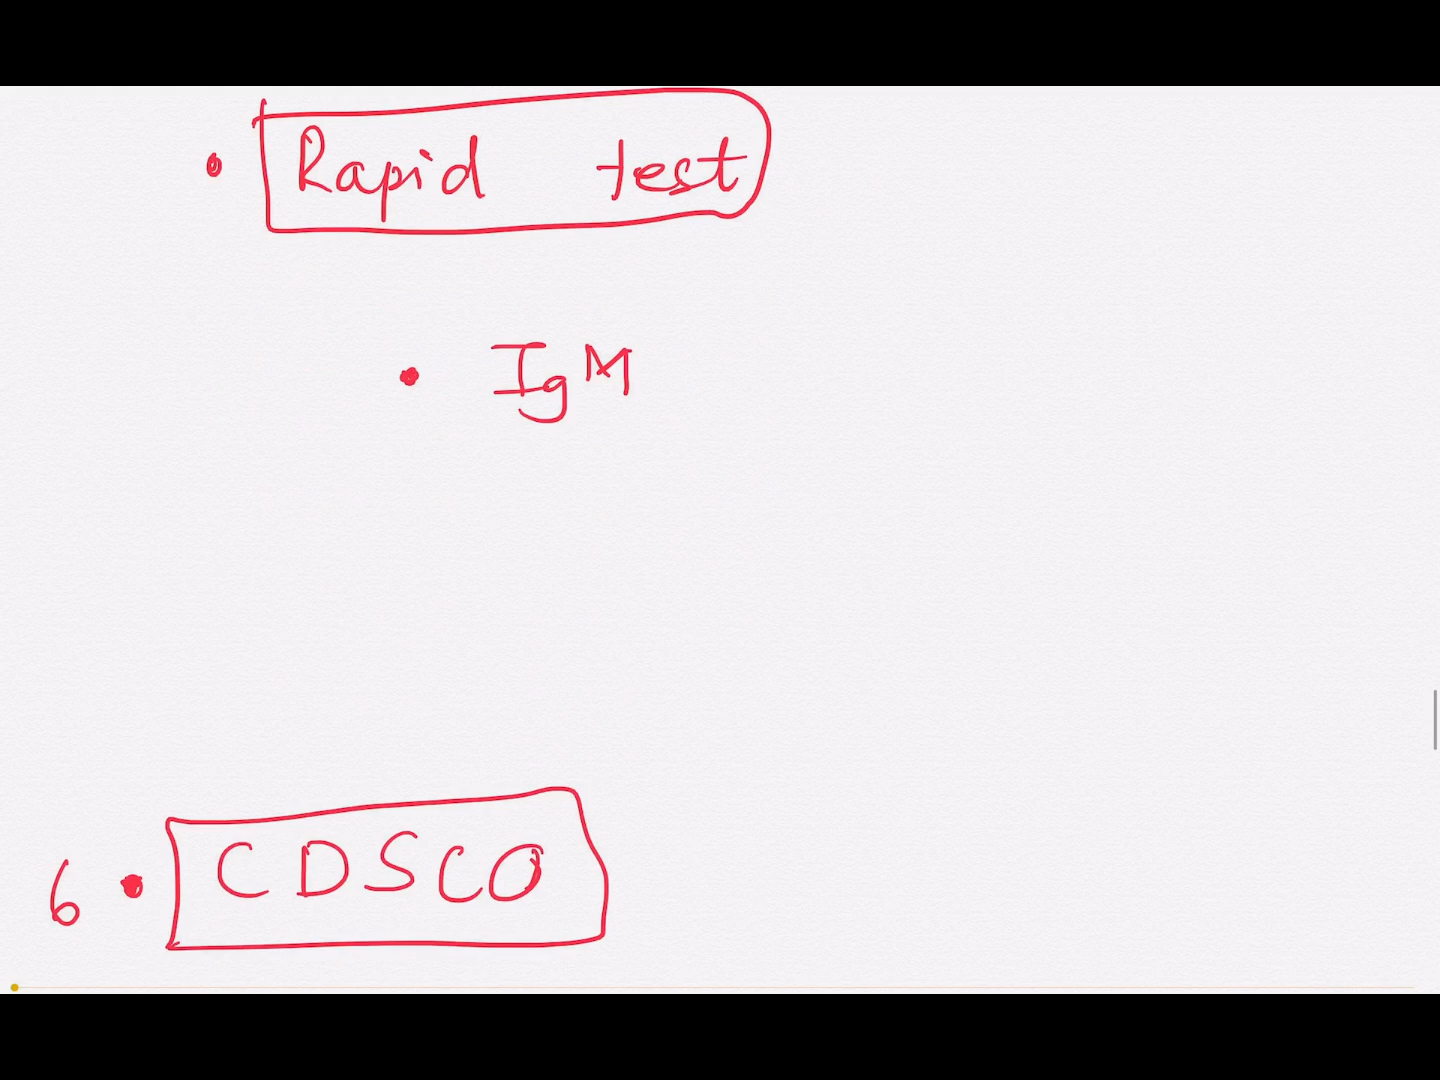 • Rapid test
• IgM
6 • CDSCO